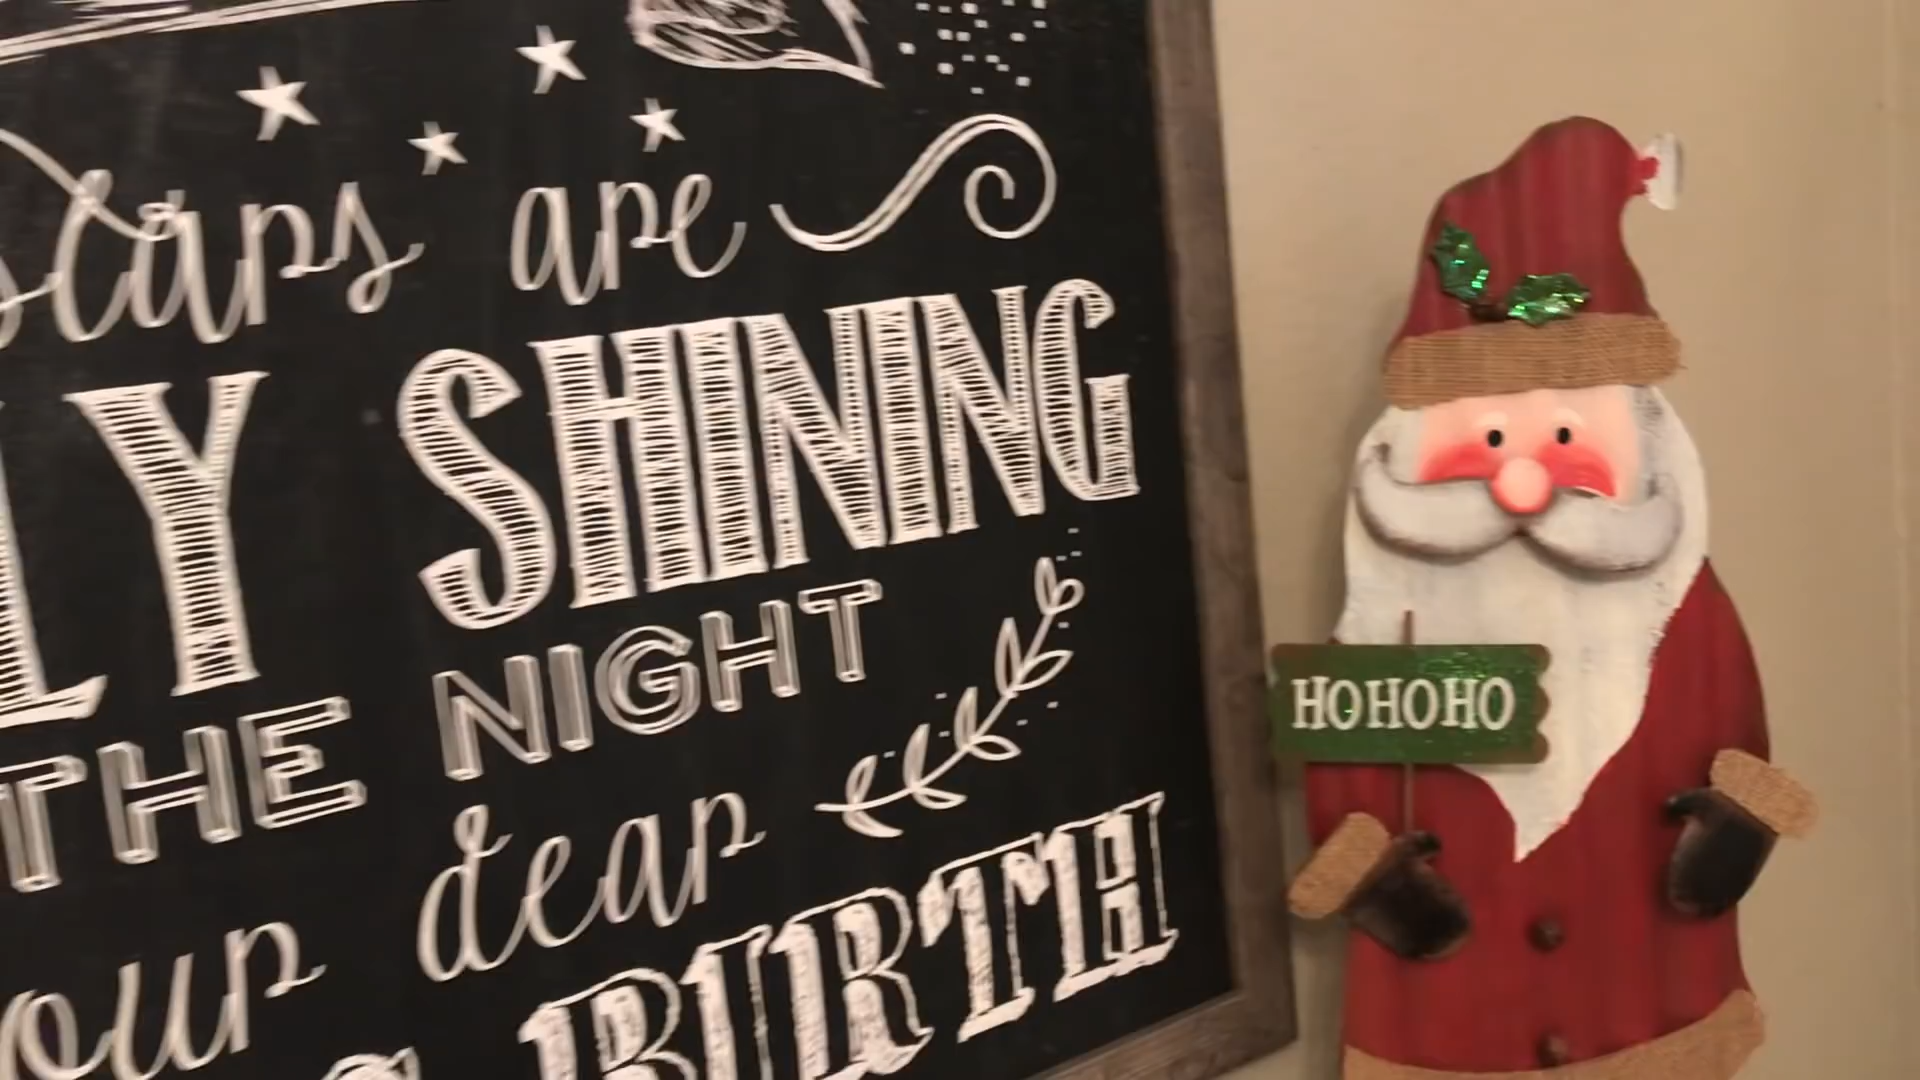 stars are
LY SHINING
THE NIGHT
our dear
BIRTH
HOHOHO